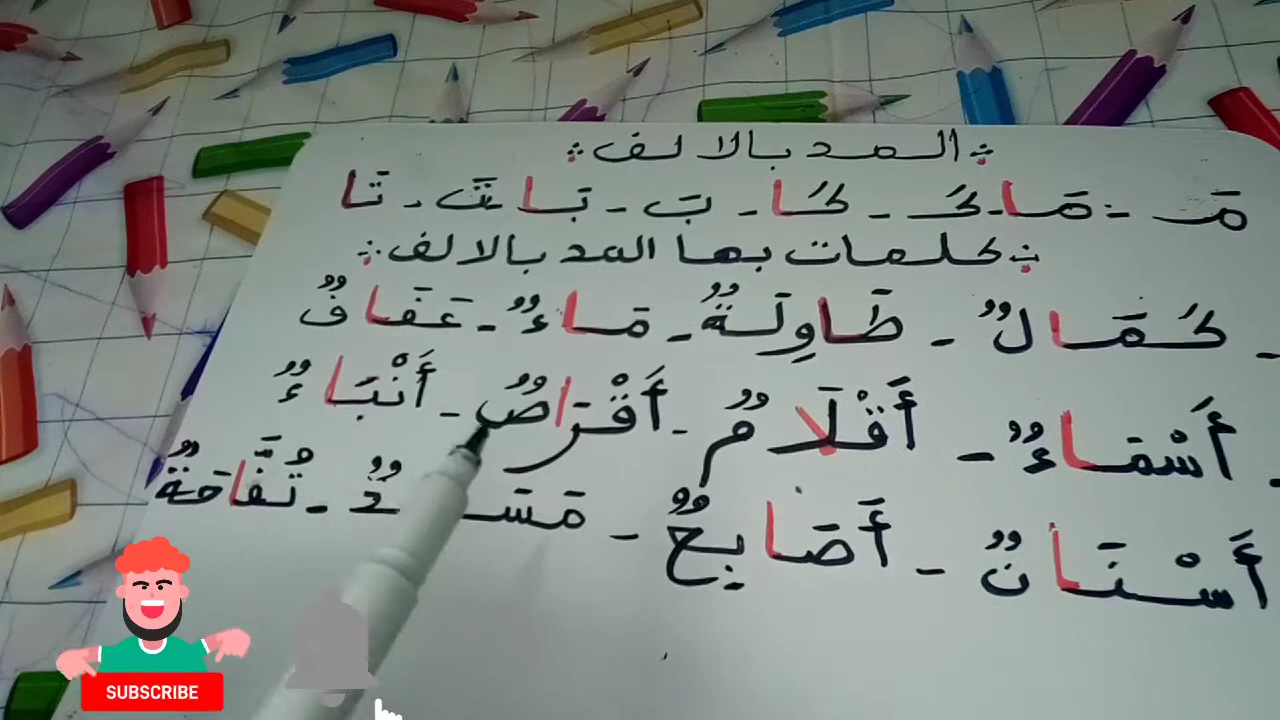 المد بالالف :
مَـ : مَا - كَـ - كَا - بَـ - بَا - تَـ - تَا
كلمات بها المد بالالف :
كَمَالٌ - طَاوِلَةٌ - مَاءٌ - عَفَافٌ
أَسْمَاءٌ - أَقْلَامٌ - أَقْرَاصٌ - أَنْبَاءٌ
أَسْنَانٌ - أَصَابِعٌ - تُفَّاحَةٌ
SUBSCRIBE